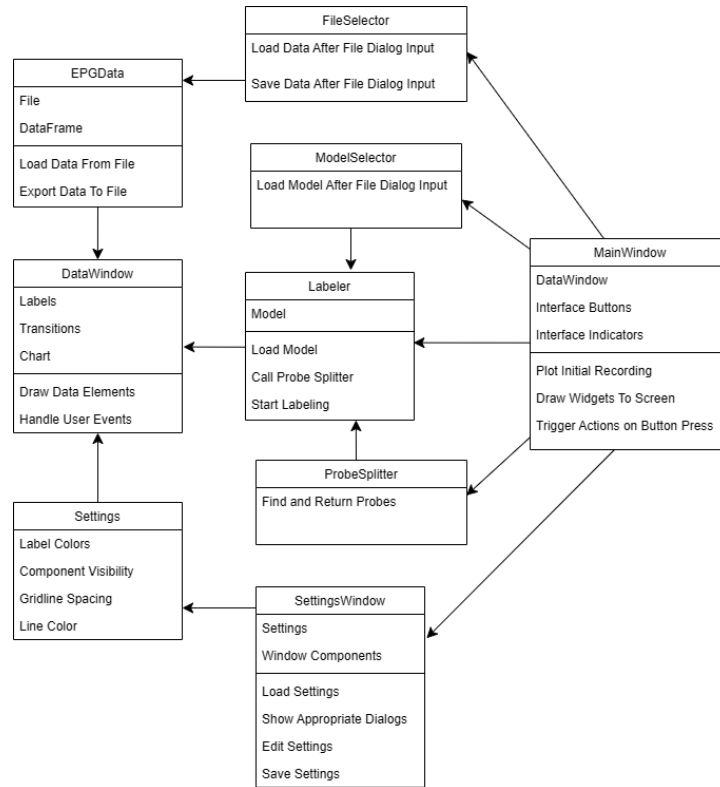 FileSelector
Load Data After File Dialog Input
Save Data After File Dialog Input
EPGData
File
DataFrame
Load Data From File
Export Data To File
ModelSelector
Load Model After File Dialog Input
MainWindow
DataWindow
Interface Buttons
Interface Indicators
Plot Initial Recording
Draw Widgets To Screen
Trigger Actions on Button Press
DataWindow
Labels
Transitions
Chart
Draw Data Elements
Handle User Events
Labeler
Model
Load Model
Call Probe Splitter
Start Labeling
ProbeSplitter
Find and Return Probes
Settings
Label Colors
Component Visibility
Gridline Spacing
Line Color
SettingsWindow
Settings
Window Components
Load Settings
Show Appropriate Dialogs
Edit Settings
Save Settings